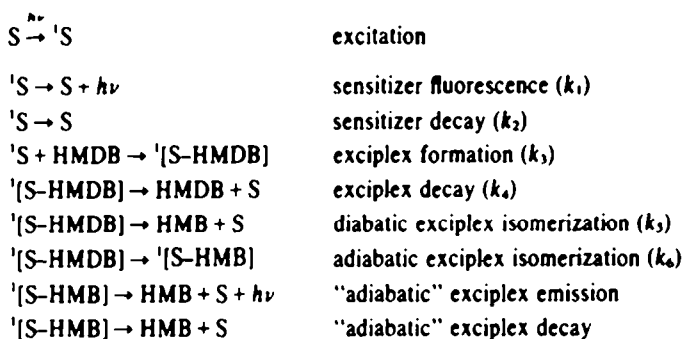 S →hν ¹S excitation
¹S → S + hν sensitizer fluorescence (k₁)
¹S → S sensitizer decay (k₂)
¹S + HMDB → ¹[S–HMDB] exciplex formation (k₃)
¹[S–HMDB] → HMDB + S exciplex decay (k₄)
¹[S–HMDB] → HMB + S diabatic exciplex isomerization (k₅)
¹[S–HMDB] → ¹[S–HMB] adiabatic exciplex isomerization (k₆)
¹[S–HMB] → HMB + S + hν "adiabatic" exciplex emission
¹[S–HMB] → HMB + S "adiabatic" exciplex decay